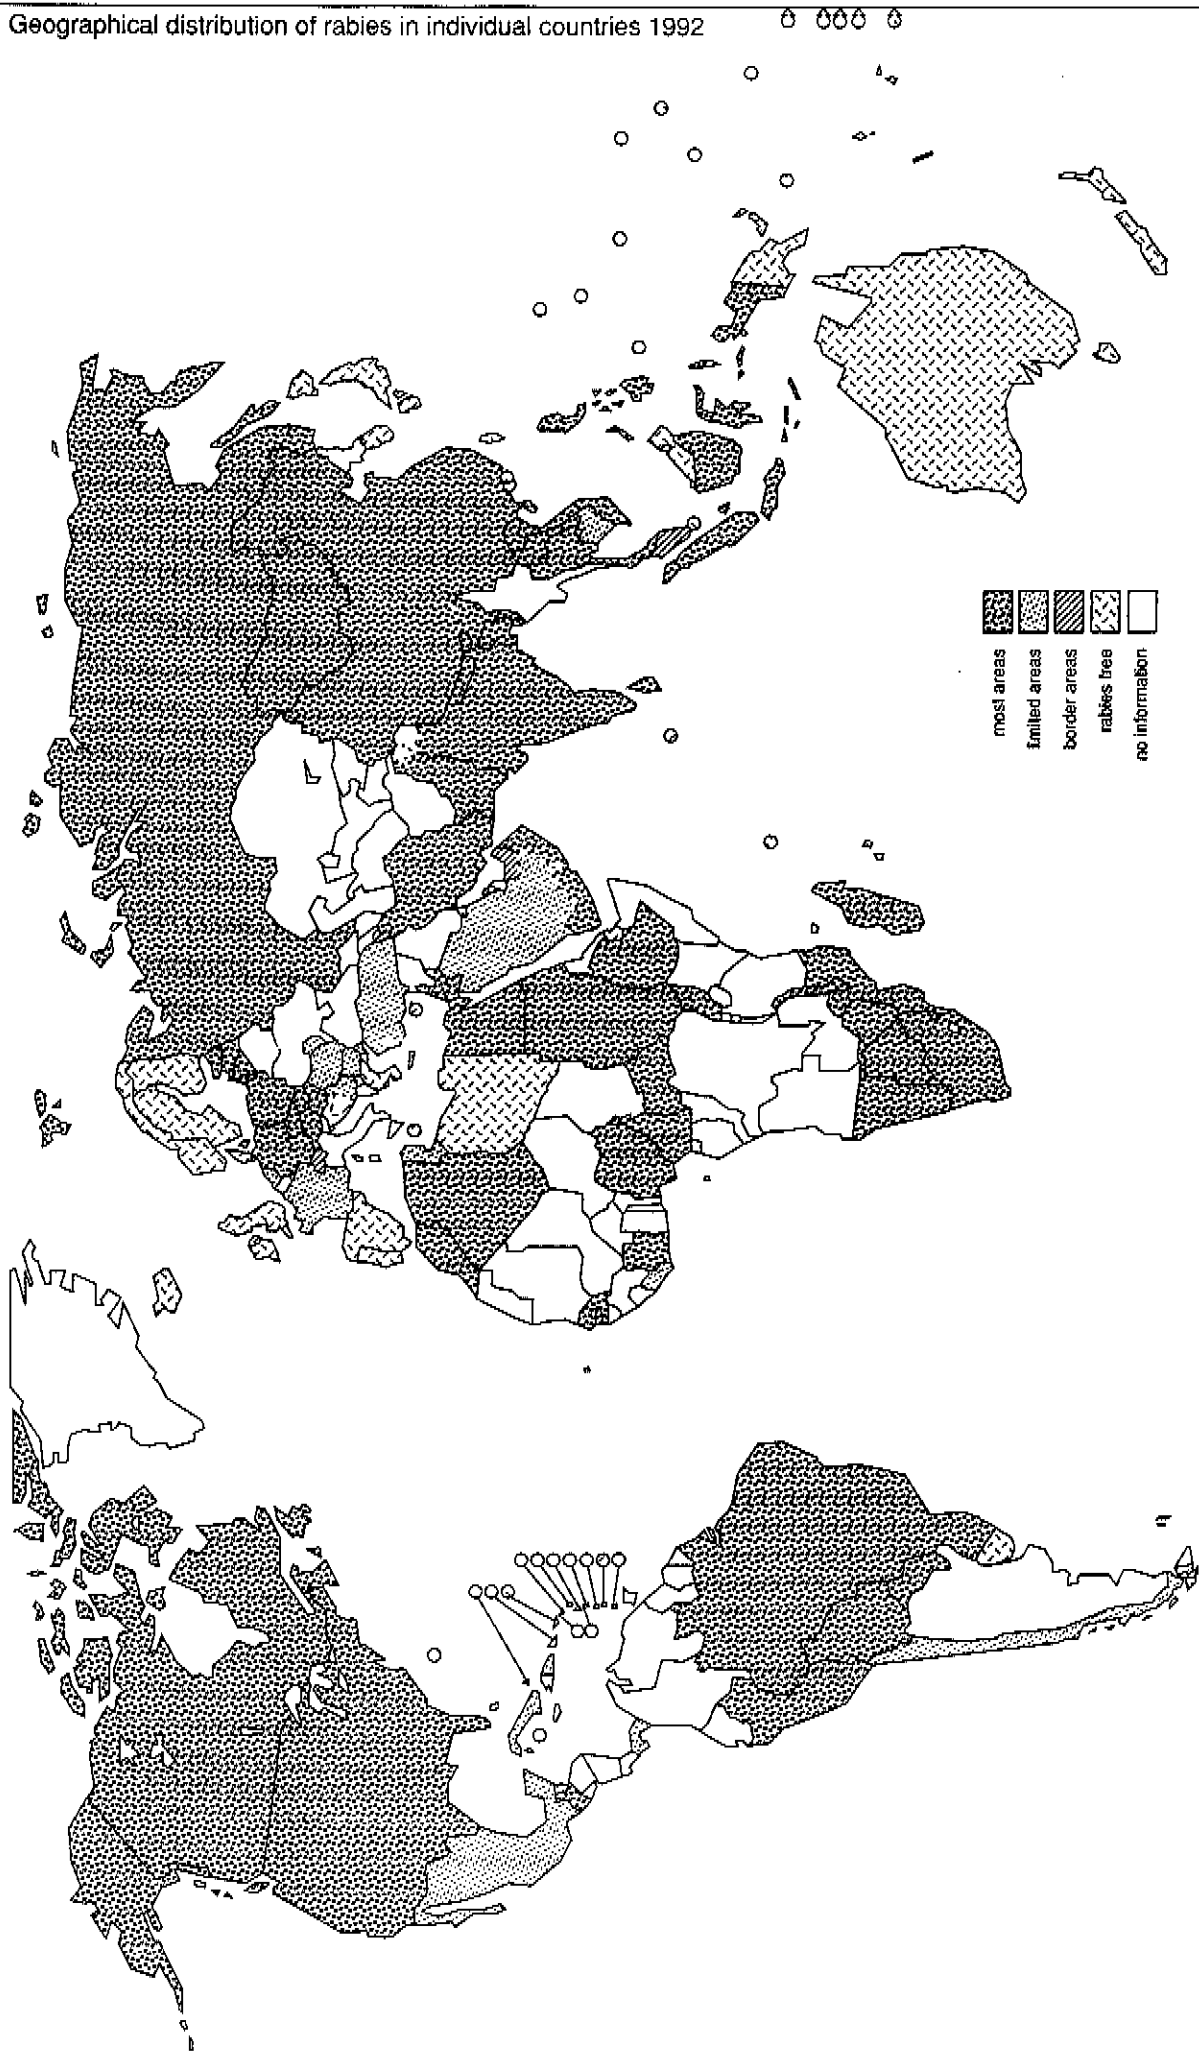 Geographical distribution of rabies in individual countries 1992
most areas
limited areas
border areas
rabies free
no information